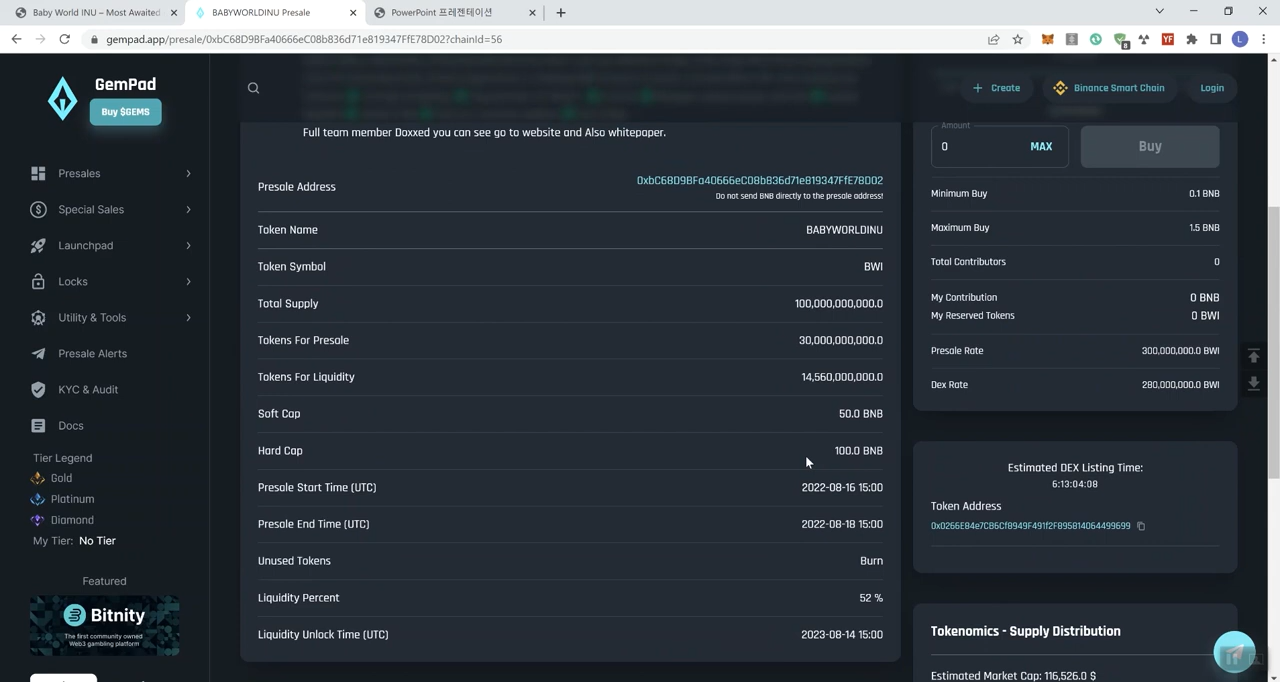 Baby World INU – Most Awaited
BABYWORLDINU Presale
PowerPoint 프레젠테이션
gempad.app/presale/0xbC68D9BFa40666eC08b836d71e819347FfE78D02?chainId=56
8
YF
L
GemPad
Buy $GEMS
Create
Binance Smart Chain
Login
Presales
Special Sales
Launchpad
Locks
Utility & Tools
Presale Alerts
KYC & Audit
Docs
Tier Legend
Gold
Platinum
Diamond
My Tier: No Tier
Featured
Bitnity
The first community owned
Web3 gambling platform
Full team member Doxxed you can see go to website and Also whitepaper.
Presale Address
0xbC68D9BFa40666eC08b836d71e819347FfE78D02
Do not send BNB directly to the presale address!
Token Name
BABYWORLDINU
Token Symbol
BWI
Total Supply
100,000,000,000.0
Tokens For Presale
30,000,000,000.0
Tokens For Liquidity
14,560,000,000.0
Soft Cap
50.0 BNB
Hard Cap
100.0 BNB
Presale Start Time (UTC)
2022-08-16 15:00
Presale End Time (UTC)
2022-08-18 15:00
Unused Tokens
Burn
Liquidity Percent
52 %
Liquidity Unlock Time (UTC)
2023-08-14 15:00
Amount
0
MAX
Buy
Minimum Buy
0.1 BNB
Maximum Buy
1.5 BNB
Total Contributors
0
My Contribution
0 BNB
My Reserved Tokens
0 BWI
Presale Rate
300,000,000.0 BWI
Dex Rate
280,000,000.0 BWI
Estimated DEX Listing Time:
6:13:04:08
Token Address
0x0266E84e7CB6Cf8949F491f2F895814064499699
Tokenomics - Supply Distribution
Estimated Market Cap: 116,526.0 $